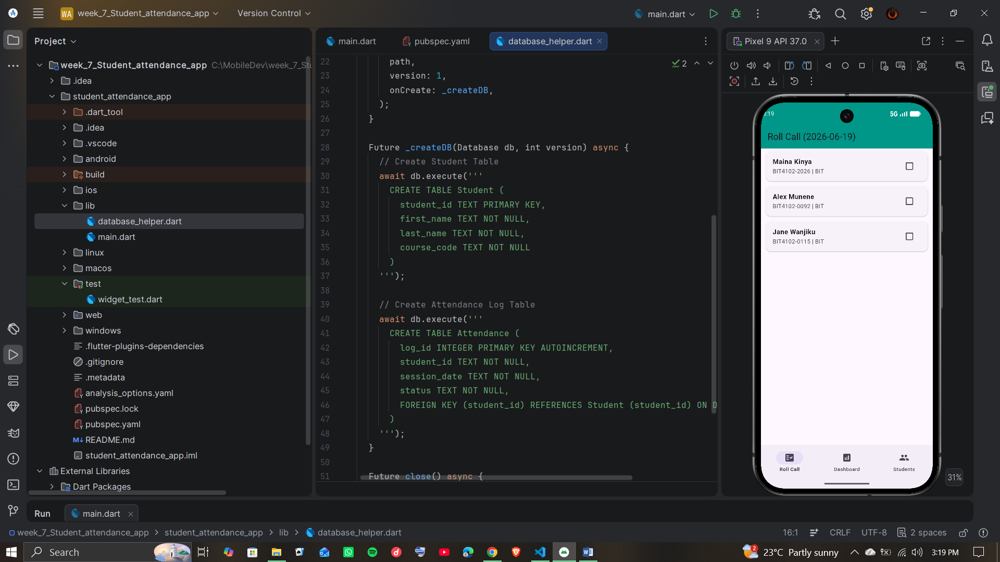 WA week_7_Student_attendance_app Version Control main.dart
Project
week_7_Student_attendance_app C:\MobileDev\week_7_Stu
.idea
student_attendance_app
.dart_tool
.idea
.vscode
android
build
ios
lib
database_helper.dart
main.dart
linux
macos
test
widget_test.dart
web
windows
.flutter-plugins-dependencies
.gitignore
.metadata
analysis_options.yaml
pubspec.lock
pubspec.yaml
README.md
student_attendance_app.iml
External Libraries
Dart Packages
main.dart pubspec.yaml database_helper.dart
2
22 path,
23 version: 1,
24 onCreate: _createDB,
25 );
26 }
27
28 Future _createDB(Database db, int version) async {
29 // Create Student Table
30 await db.execute('''
31 CREATE TABLE Student (
32 student_id TEXT PRIMARY KEY,
33 first_name TEXT NOT NULL,
34 last_name TEXT NOT NULL,
35 course_code TEXT NOT NULL
36 )
37 ''');
38
39 // Create Attendance Log Table
40 await db.execute('''
41 CREATE TABLE Attendance (
42 log_id INTEGER PRIMARY KEY AUTOINCREMENT,
43 student_id TEXT NOT NULL,
44 session_date TEXT NOT NULL,
45 status TEXT NOT NULL,
46 FOREIGN KEY (student_id) REFERENCES Student (student_id) ON D
47 )
48 ''');
49 }
50
51 Future close() async {
Pixel 9 API 37.0
3:19 5G
Roll Call (2026-06-19)
Maina Kinya
BIT4102-2026 | BIT
Alex Munene
BIT4102-0092 | BIT
Jane Wanjiku
BIT4102-0115 | BIT
Roll Call Dashboard Students
31%
Run main.dart
week_7_Student_attendance_app student_attendance_app lib database_helper.dart
16:1 CRLF UTF-8 2 spaces
Search
2 23°C Partly sunny 3:19 PM